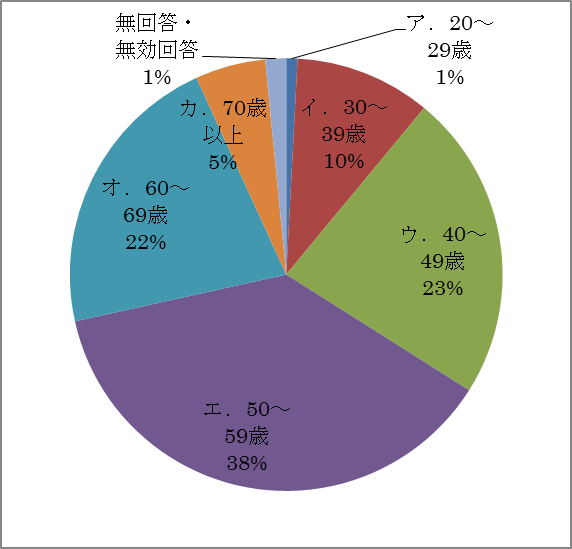 無回答・
無効回答
1%
ア．20～
29歳
1%
イ．30～
39歳
10%
ウ．40～
49歳
23%
エ．50～
59歳
38%
オ．60～
69歳
22%
カ．70歳
以上
5%